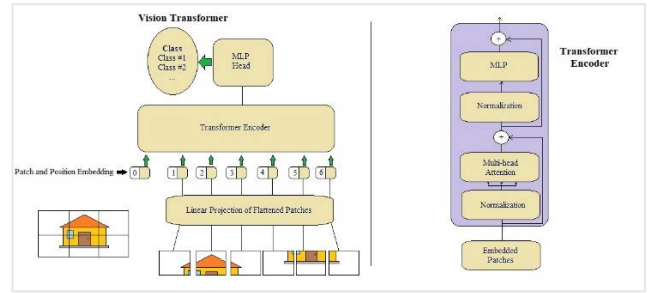 Vision Transformer
Class
Class #1
Class #2
...
MLP
Head
Transformer Encoder
Patch and Position Embedding
0
1
2
3
4
5
6
Linear Projection of Flattened Patches
Transformer
Encoder
+
MLP
Normalization
+
Multi-head
Attention
Normalization
Embedded
Patches